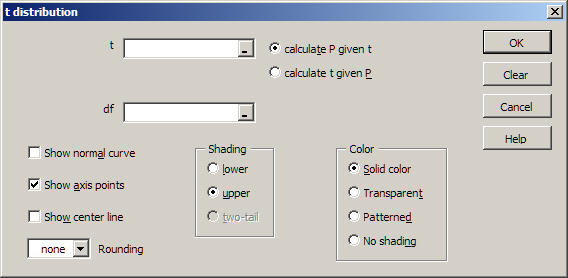 t distribution
t
calculate P given t
calculate t given P
OK
Clear
Cancel
Help
df
Show normal curve
Show axis points
Show center line
none
Rounding
Shading
lower
upper
two-tail
Color
Solid color
Transparent
Patterned
No shading